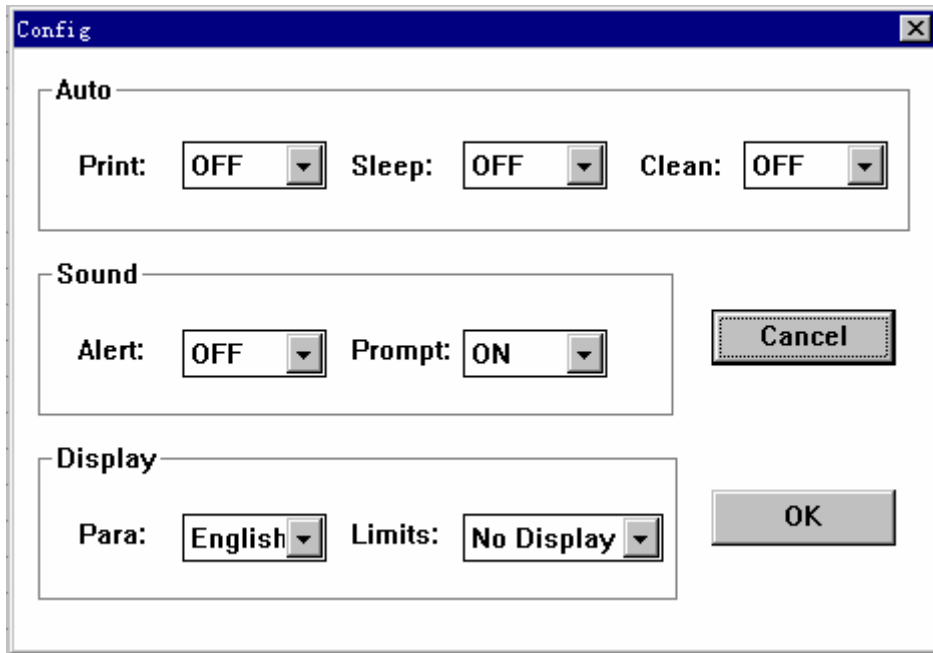 Config
Auto
Print: OFF Sleep: OFF Clean: OFF
Sound
Alert: OFF Prompt: ON
Cancel
Display
Para: English Limits: No Display
OK